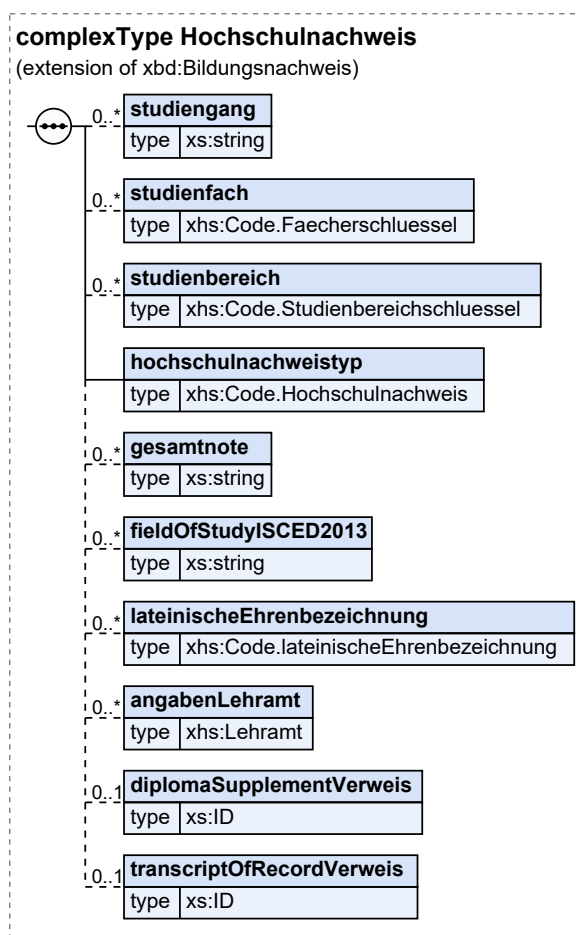 complexType Hochschulnachweis
(extension of xbd:Bildungsnachweis)
0..* studiengang
type xs:string
0..* studienfach
type xhs:Code.Faecherschluessel
0..* studienbereich
type xhs:Code.Studienbereichschluessel
hochschulnachweistyp
type xhs:Code.Hochschulnachweis
0..* gesamtnote
type xs:string
0..* fieldOfStudyISCED2013
type xs:string
0..* lateinischeEhrenbezeichnung
type xhs:Code.lateinischeEhrenbezeichnung
0..* angabenLehramt
type xhs:Lehramt
0..1 diplomaSupplementVerweis
type xs:ID
0..1 transcriptOfRecordVerweis
type xs:ID